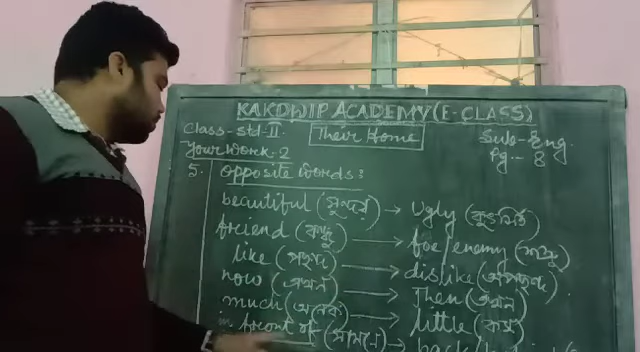 KAKDWIP ACADEMY (E-CLASS)
Class-std-II. Their Home Sub-Eng.
Your Work-2 Pg.- 8
5. Opposite Words:
beautiful (সুন্দর) → Ugly (কুৎসিত)
friend (বন্ধু) → foe/enemy (শত্রু)
like (পছন্দ) → dislike (অপছন্দ)
now (এখন) → Then (তখন)
much (অনেক) → little (কম)
in front of (সামনে) →